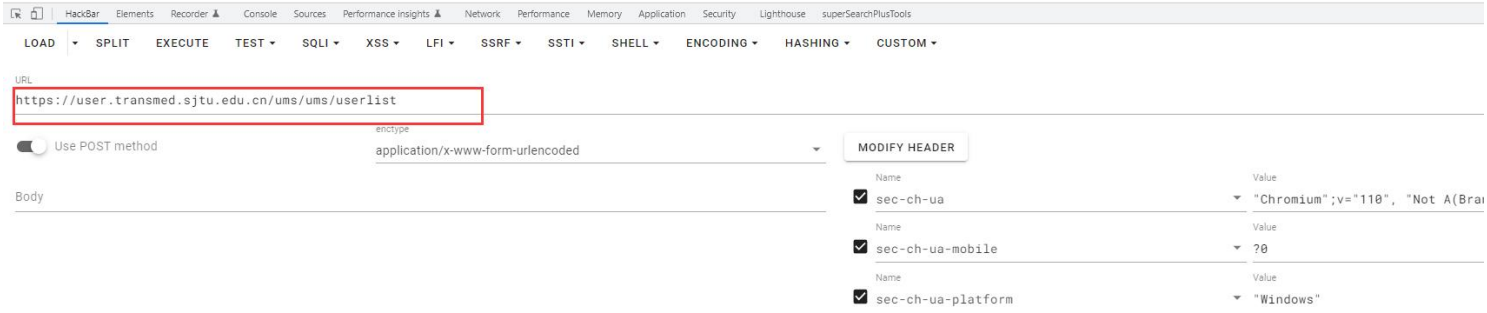 HackBar Elements Recorder Console Sources Performance insights Network Performance Memory Application Security Lighthouse superSearchPlusTools
LOAD SPLIT EXECUTE TEST SQLI XSS LFI SSRF SSTI SHELL ENCODING HASHING CUSTOM
URL
https://user.transmed.sjtu.edu.cn/ums/ums/userlist
enctype
Use POST method application/x-www-form-urlencoded MODIFY HEADER
Name Value
Body sec-ch-ua "Chromium";v="110", "Not A(Bra
Name Value
sec-ch-ua-mobile ?0
Name Value
sec-ch-ua-platform "Windows"